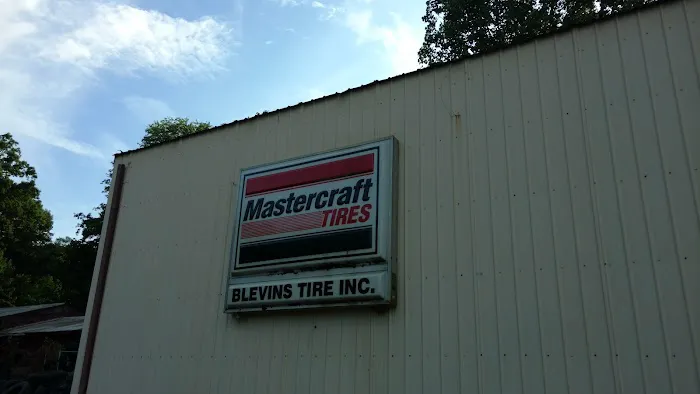 Mastercraft
TIRES
BLEVINS TIRE INC.